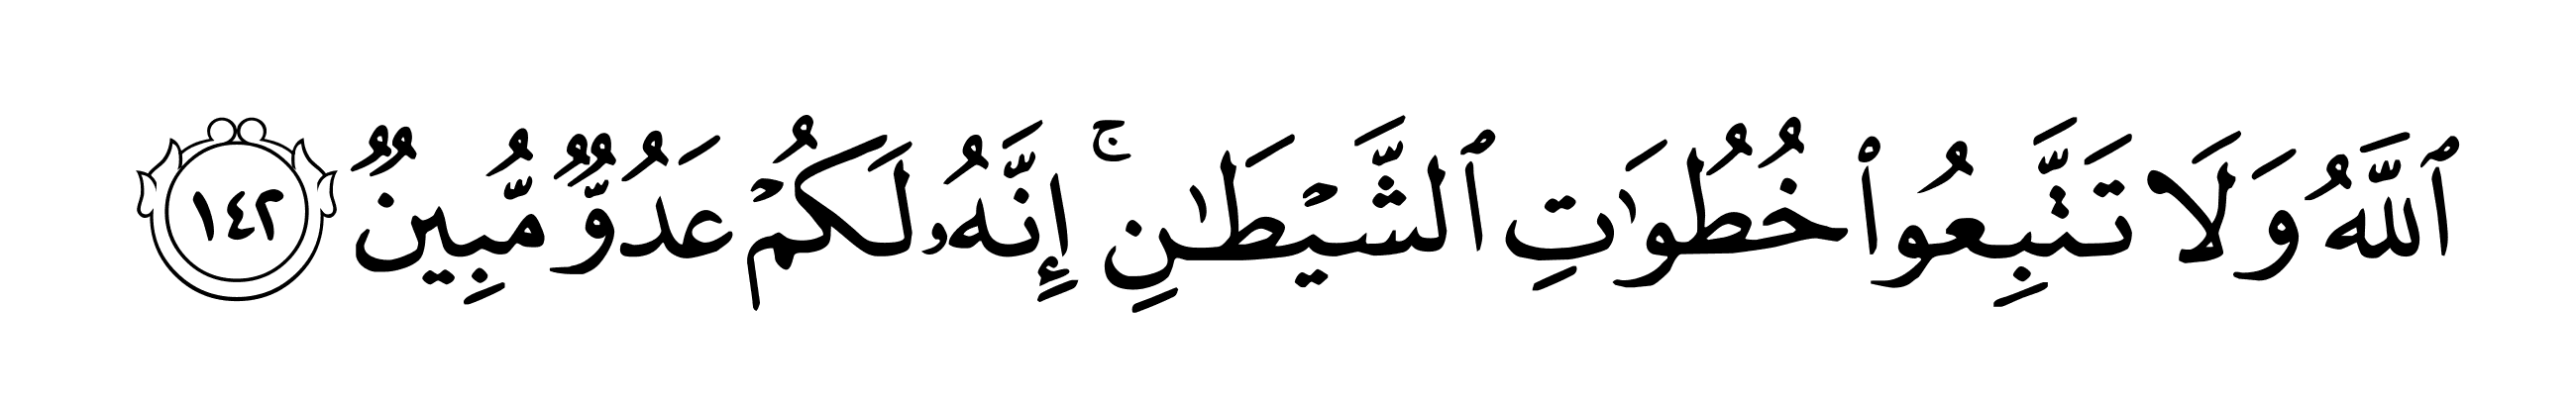 ٱللَّهُ وَلَا تَتَّبِعُوا۟ خُطُوَٰتِ ٱلشَّيْطَـٰنِ ۚ إِنَّهُۥ لَكُمْ عَدُوٌّ مُّبِينٌ ١٤٢